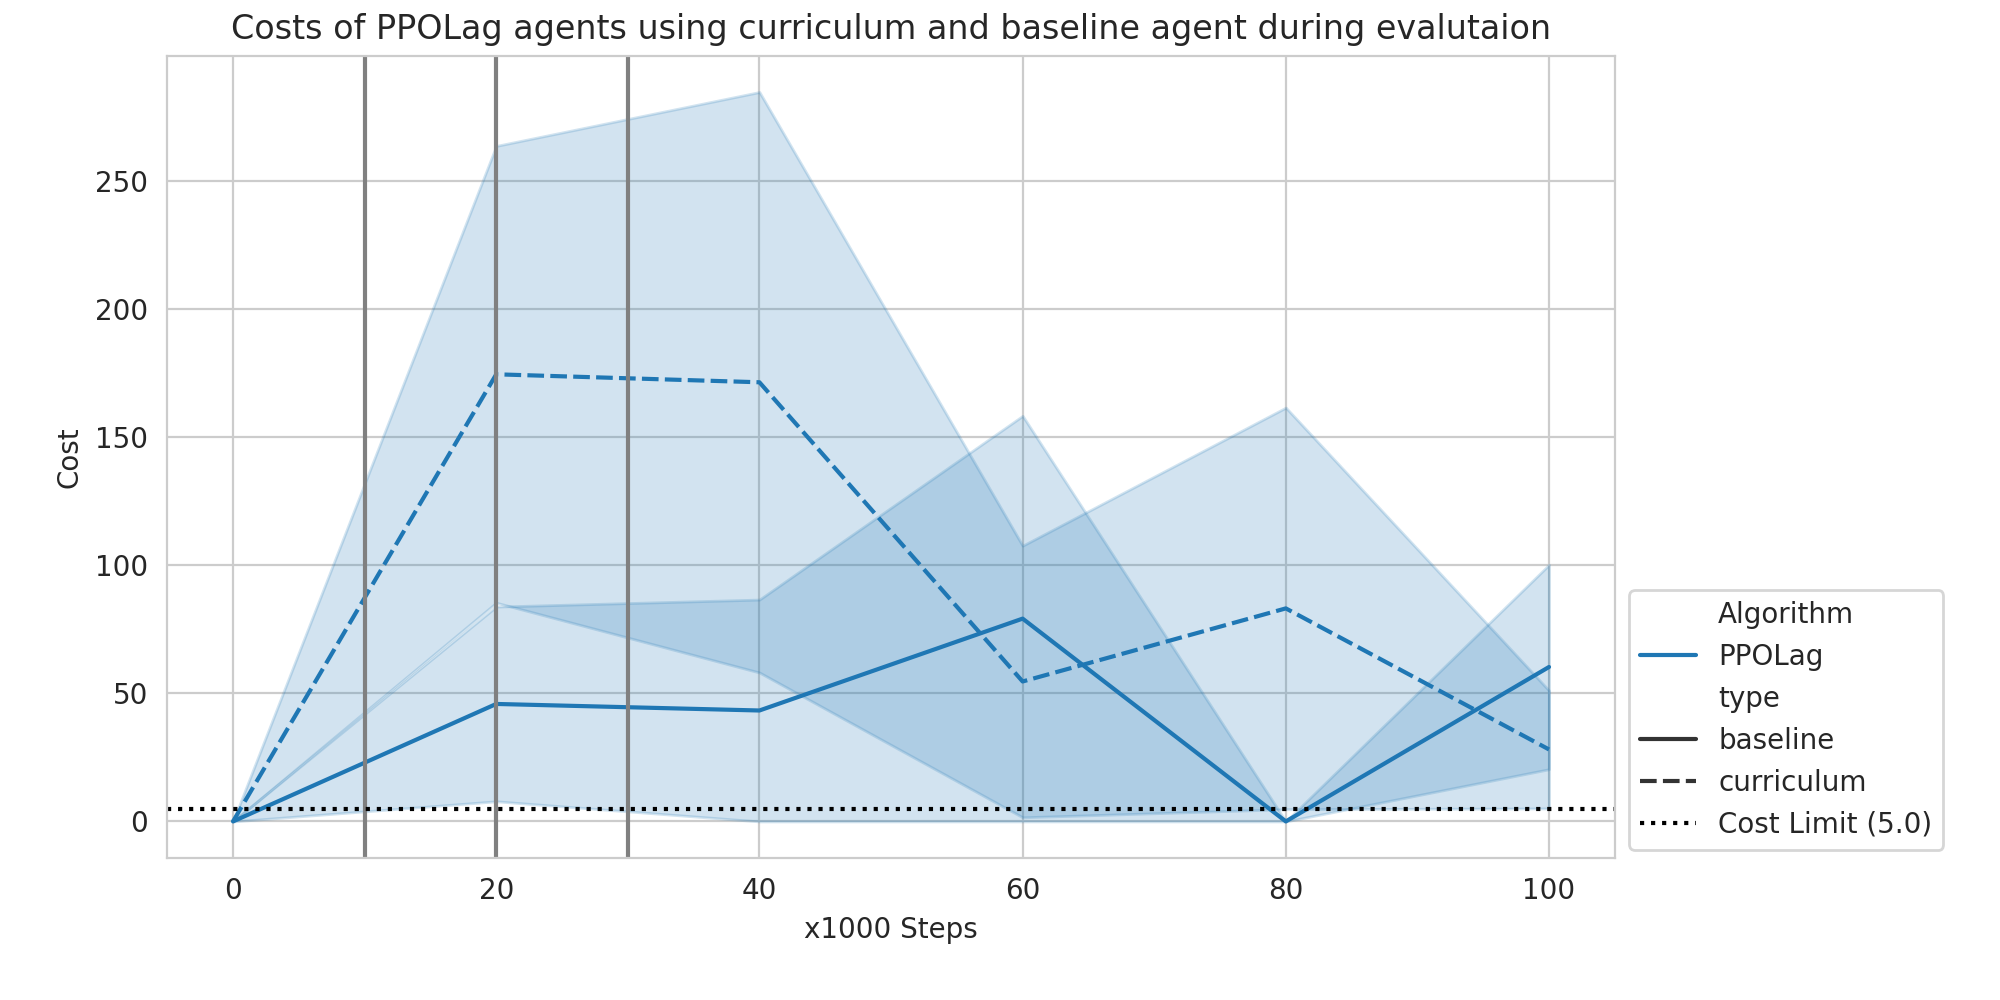 Costs of PPOLag agents using curriculum and baseline agent during evalutaion
Cost
250
200
150
100
50
0
0 20 40 60 80 100
x1000 Steps
Algorithm
PPOLag
type
baseline
curriculum
Cost Limit (5.0)